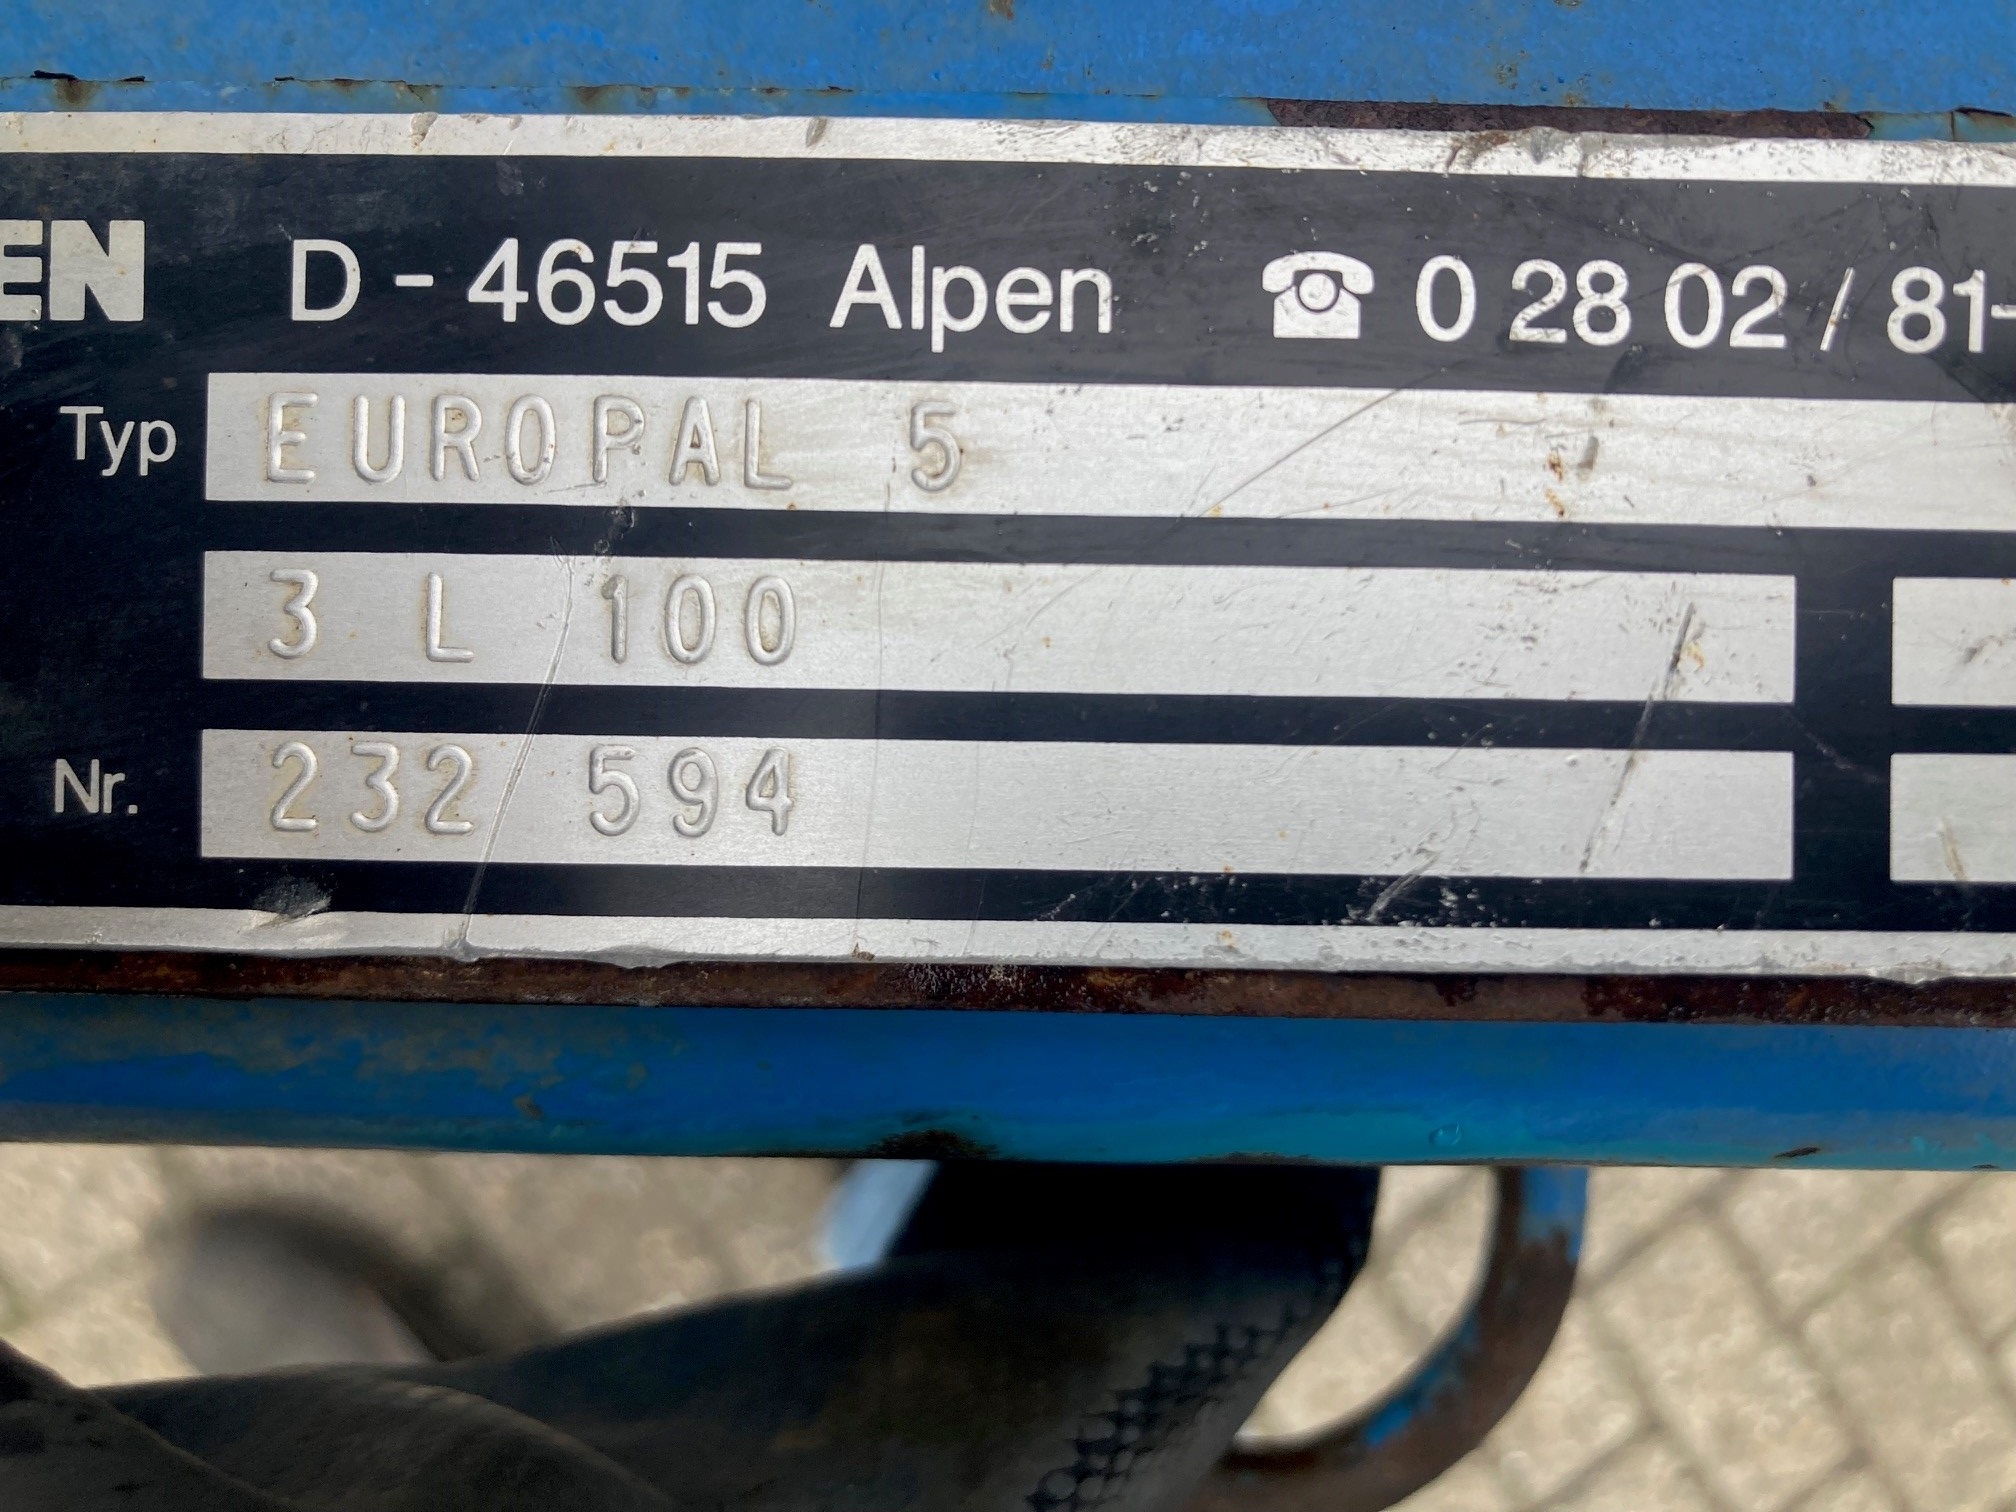 EN D - 46515 Alpen ☎ 0 28 02 / 81-
Typ EUROPAL 5
3 L 100
Nr. 232 594